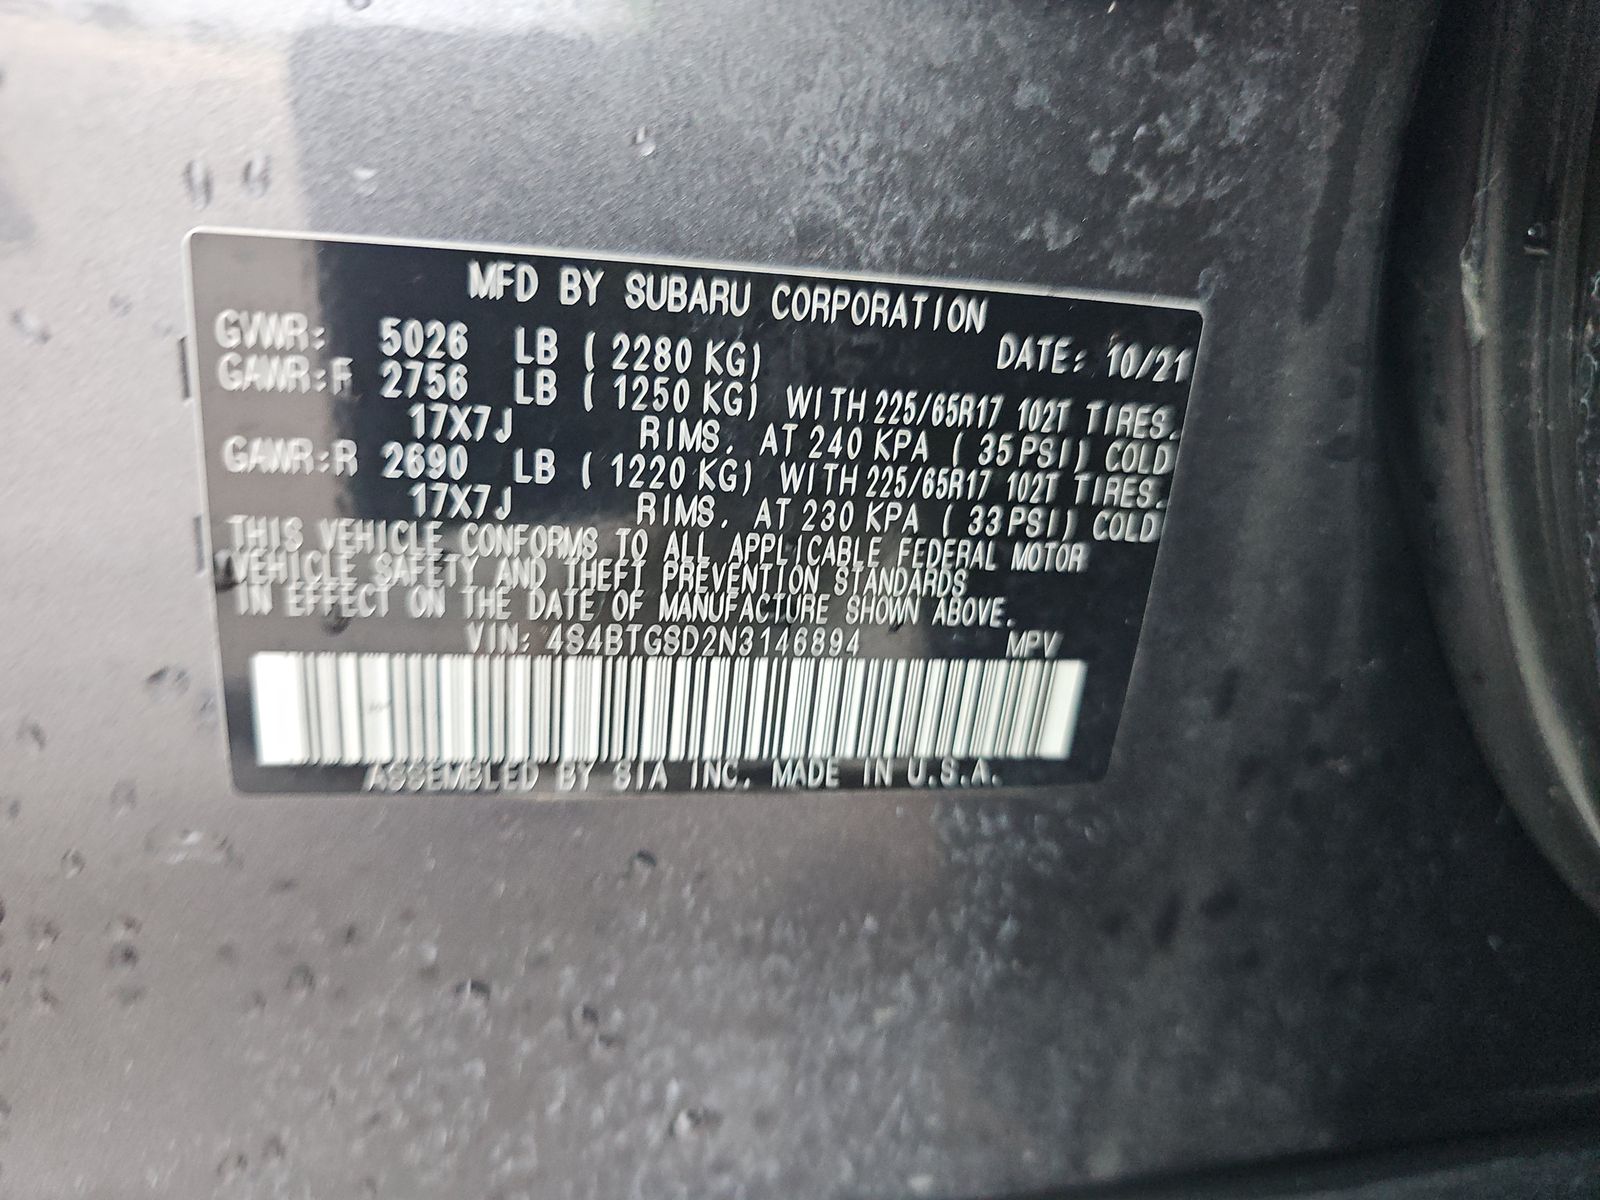 MFD BY SUBARU CORPORATION
GVWR: 5026 LB (2280 KG) DATE: 10/21
GAWR:F 2756 LB (1250 KG) WITH 225/65R17 102T TIRES.
17X7J RIMS. AT 240 KPA (35 PSI) COLD
GAWR:R 2690 LB (1220 KG) WITH 225/65R17 102T TIRES.
17X7J RIMS. AT 230 KPA (33 PSI) COLD
THIS VEHICLE CONFORMS TO ALL APPLICABLE FEDERAL MOTOR
VEHICLE SAFETY AND THEFT PREVENTION STANDARDS
IN EFFECT ON THE DATE OF MANUFACTURE SHOWN ABOVE.
VIN: 4S4BTGSD2N3146894 MPV
ASSEMBLED BY SIA INC. MADE IN U.S.A.